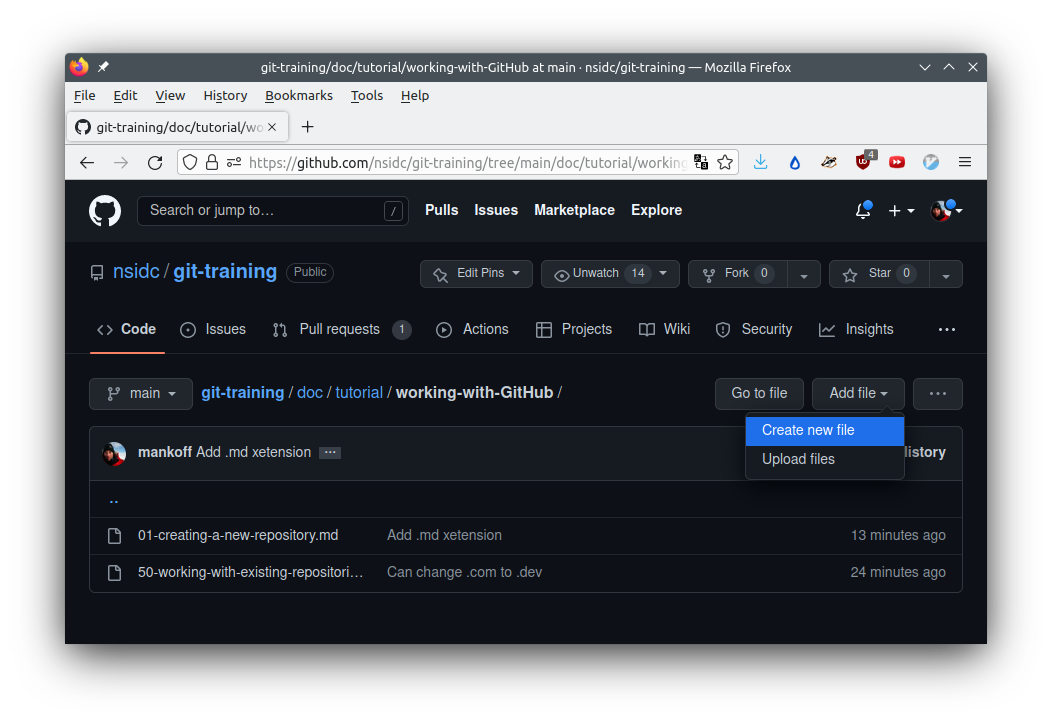 git-training/doc/tutorial/working-with-GitHub at main · nsidc/git-training — Mozilla Firefox
File Edit View History Bookmarks Tools Help
git-training/doc/tutorial/wo
https://github.com/nsidc/git-training/tree/main/doc/tutorial/working
4
Search or jump to… / Pulls Issues Marketplace Explore
nsidc / git-training Public Edit Pins Unwatch 14 Fork 0 Star 0
Code Issues Pull requests 1 Actions Projects Wiki Security Insights ···
main git-training / doc / tutorial / working-with-GitHub / Go to file Add file ···
Create new file
mankoff Add .md xetension ··· listory
Upload files
..
01-creating-a-new-repository.md Add .md xetension 13 minutes ago
50-working-with-existing-repositori… Can change .com to .dev 24 minutes ago